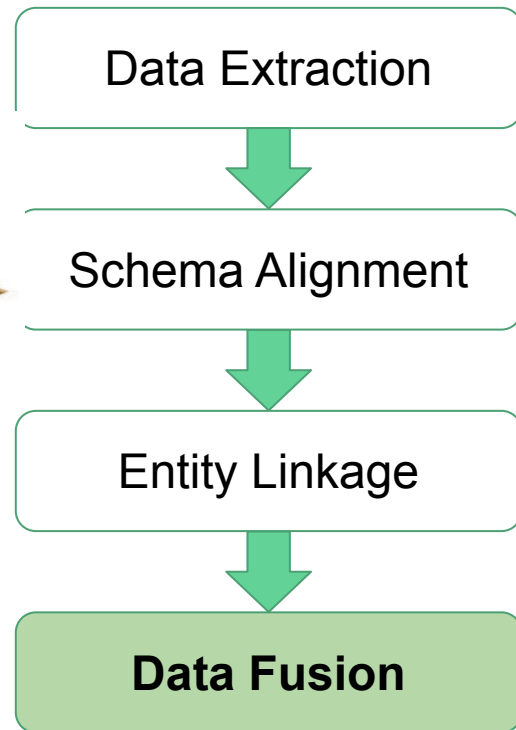 Data Extraction
Schema Alignment
Entity Linkage
Data Fusion